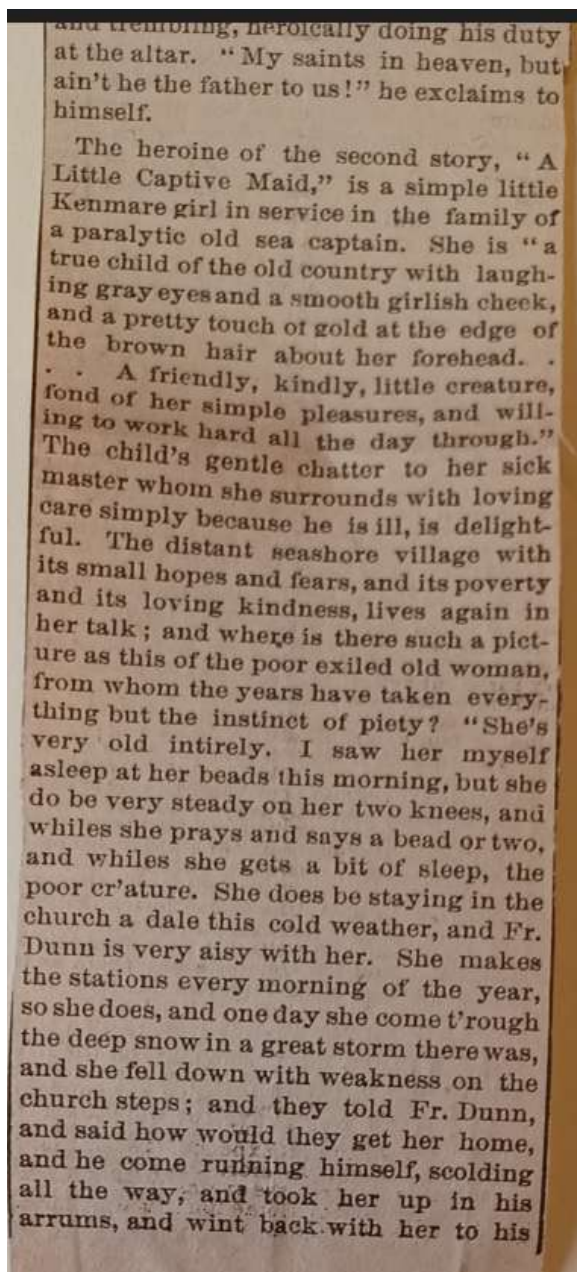 and trembling, heroically doing his duty
at the altar. "My saints in heaven, but
ain't he the father to us!" he exclaims to
himself.
The heroine of the second story, "A
Little Captive Maid," is a simple little
Kenmare girl in service in the family of
a paralytic old sea captain. She is "a
true child of the old country with laugh-
ing gray eyes and a smooth girlish cheek,
and a pretty touch of gold at the edge of
the brown hair about her forehead. .
. . A friendly, kindly, little creature,
fond of her simple pleasures, and will-
ing to work hard all the day through."
The child's gentle chatter to her sick
master whom she surrounds with loving
care simply because he is ill, is delight-
ful. The distant seashore village with
its small hopes and fears, and its poverty
and its loving kindness, lives again in
her talk; and where is there such a pict-
ure as this of the poor exiled old woman,
from whom the years have taken every-
thing but the instinct of piety? "She's
very old intirely. I saw her myself
asleep at her beads this morning, but she
do be very steady on her two knees, and
whiles she prays and says a bead or two,
and whiles she gets a bit of sleep, the
poor cr'ature. She does be staying in the
church a dale this cold weather, and Fr.
Dunn is very aisy with her. She makes
the stations every morning of the year,
so she does, and one day she come t'rough
the deep snow in a great storm there was,
and she fell down with weakness on the
church steps; and they told Fr. Dunn,
and said how would they get her home,
and he come running himself, scolding
all the way, and took her up in his
arrums, and wint back with her to his